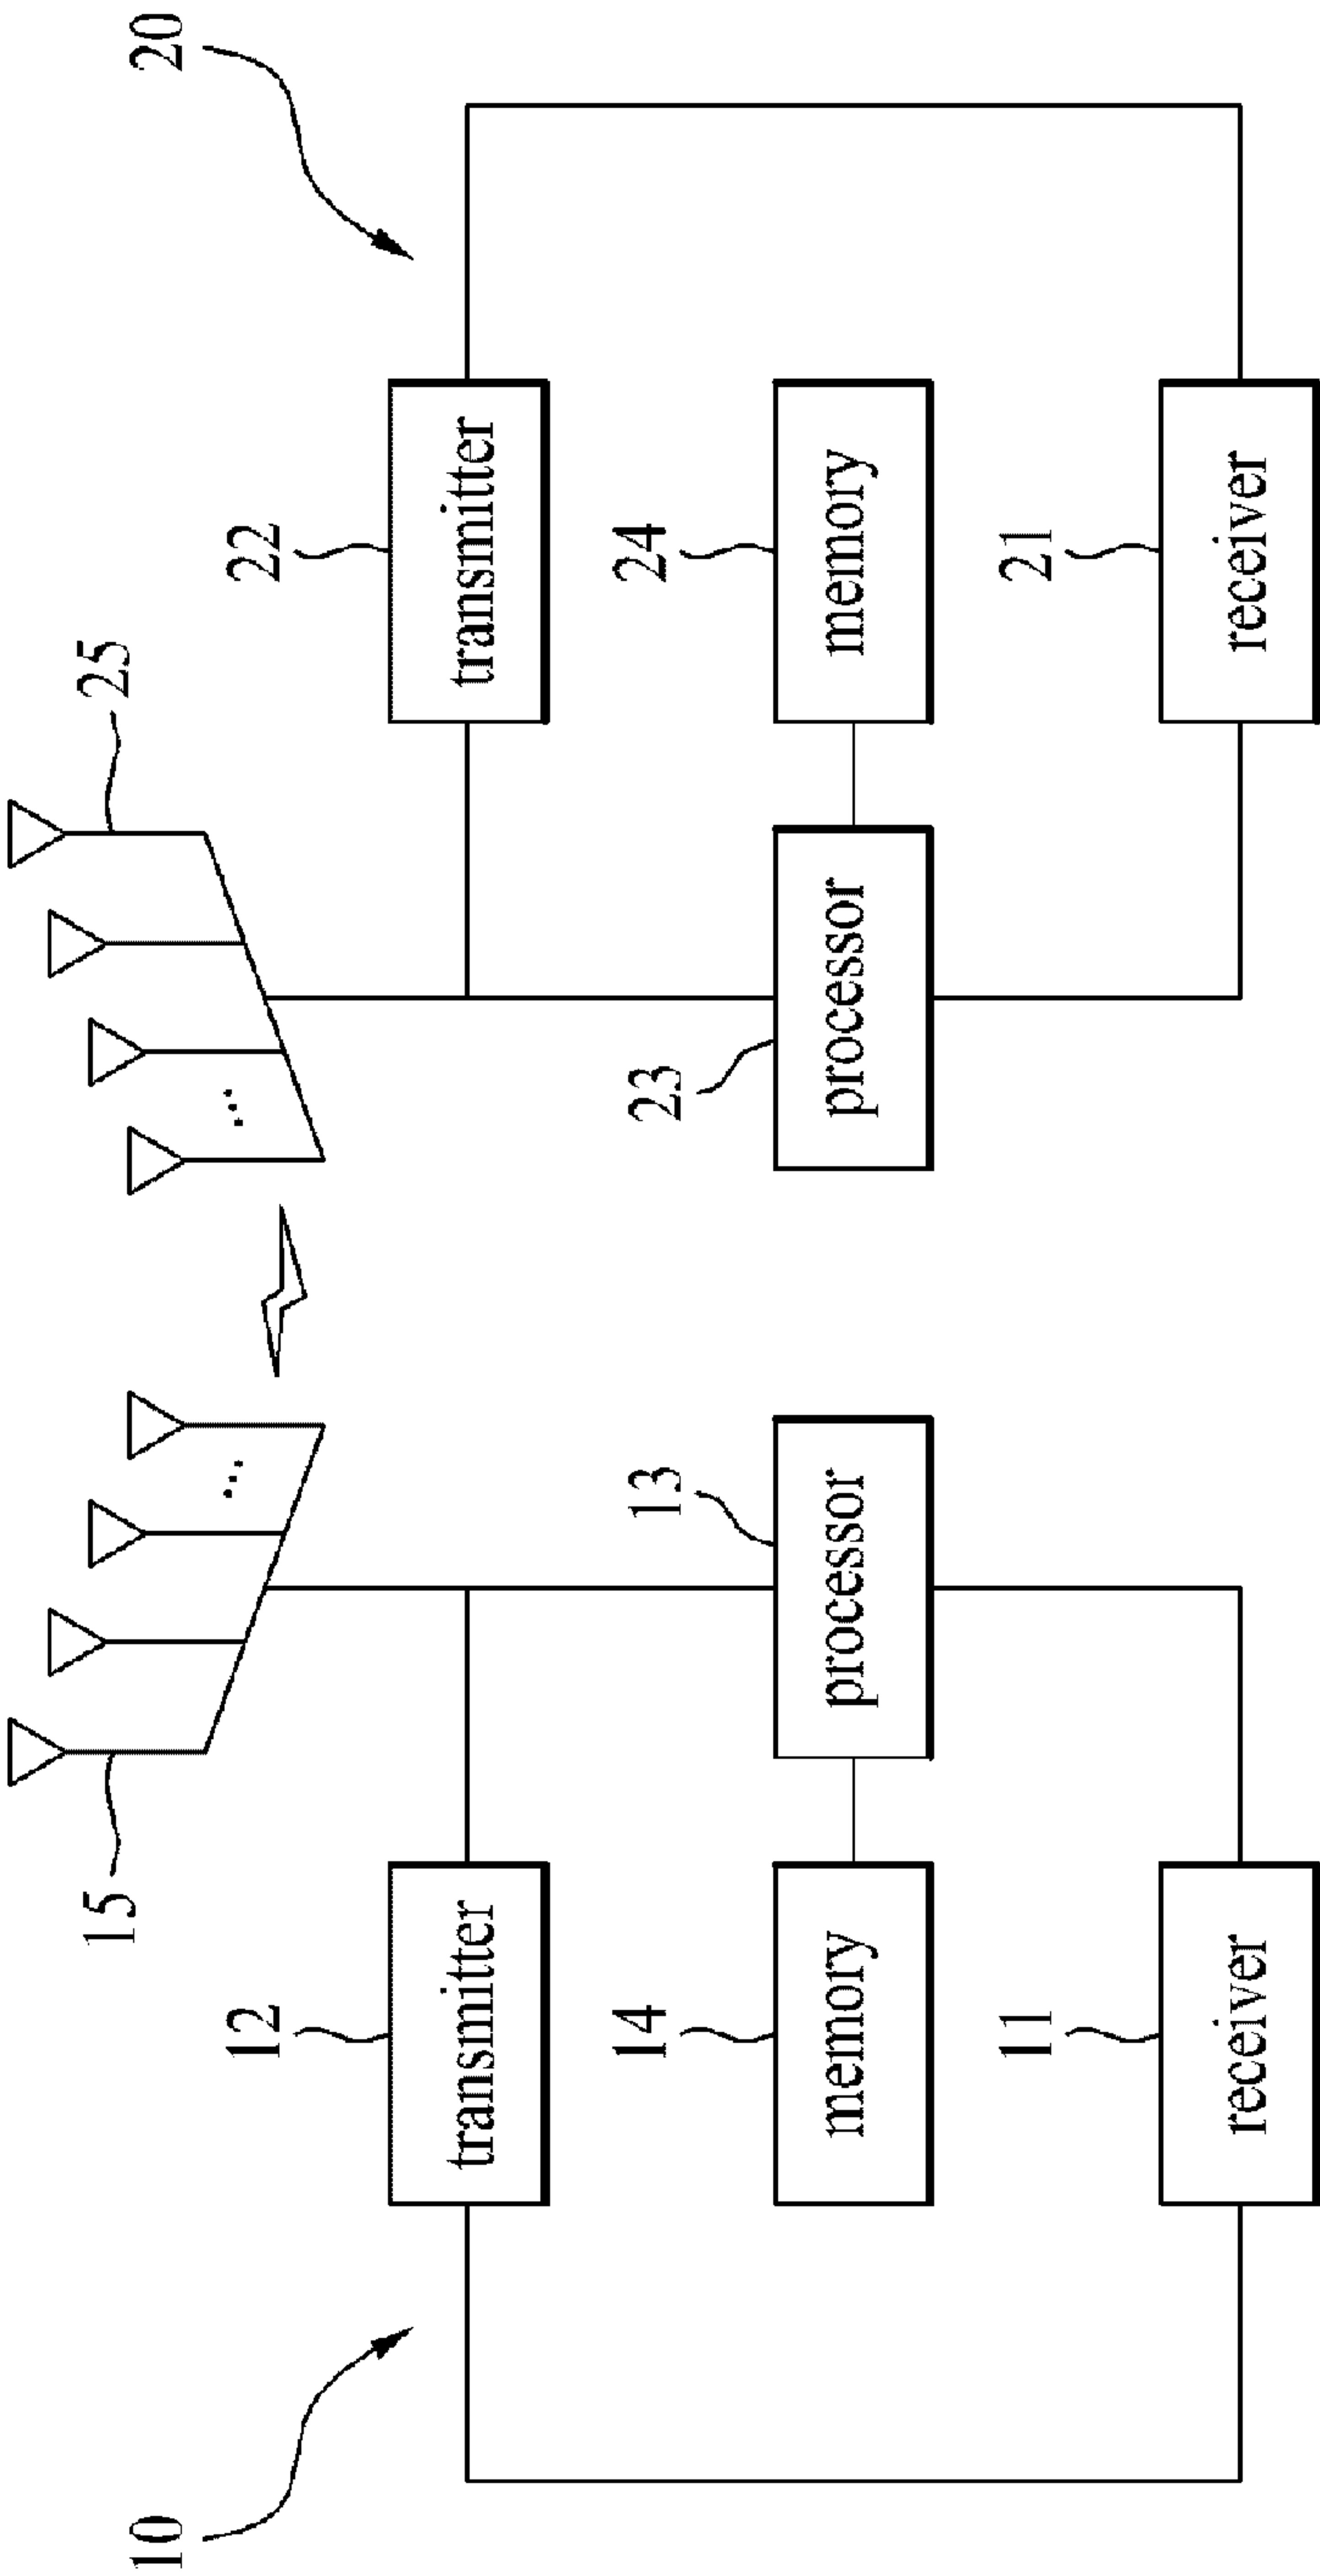 15
25
10
20
12
transmitter
22
transmitter
14
memory
13
processor
23
processor
24
memory
11
receiver
21
receiver
...
...